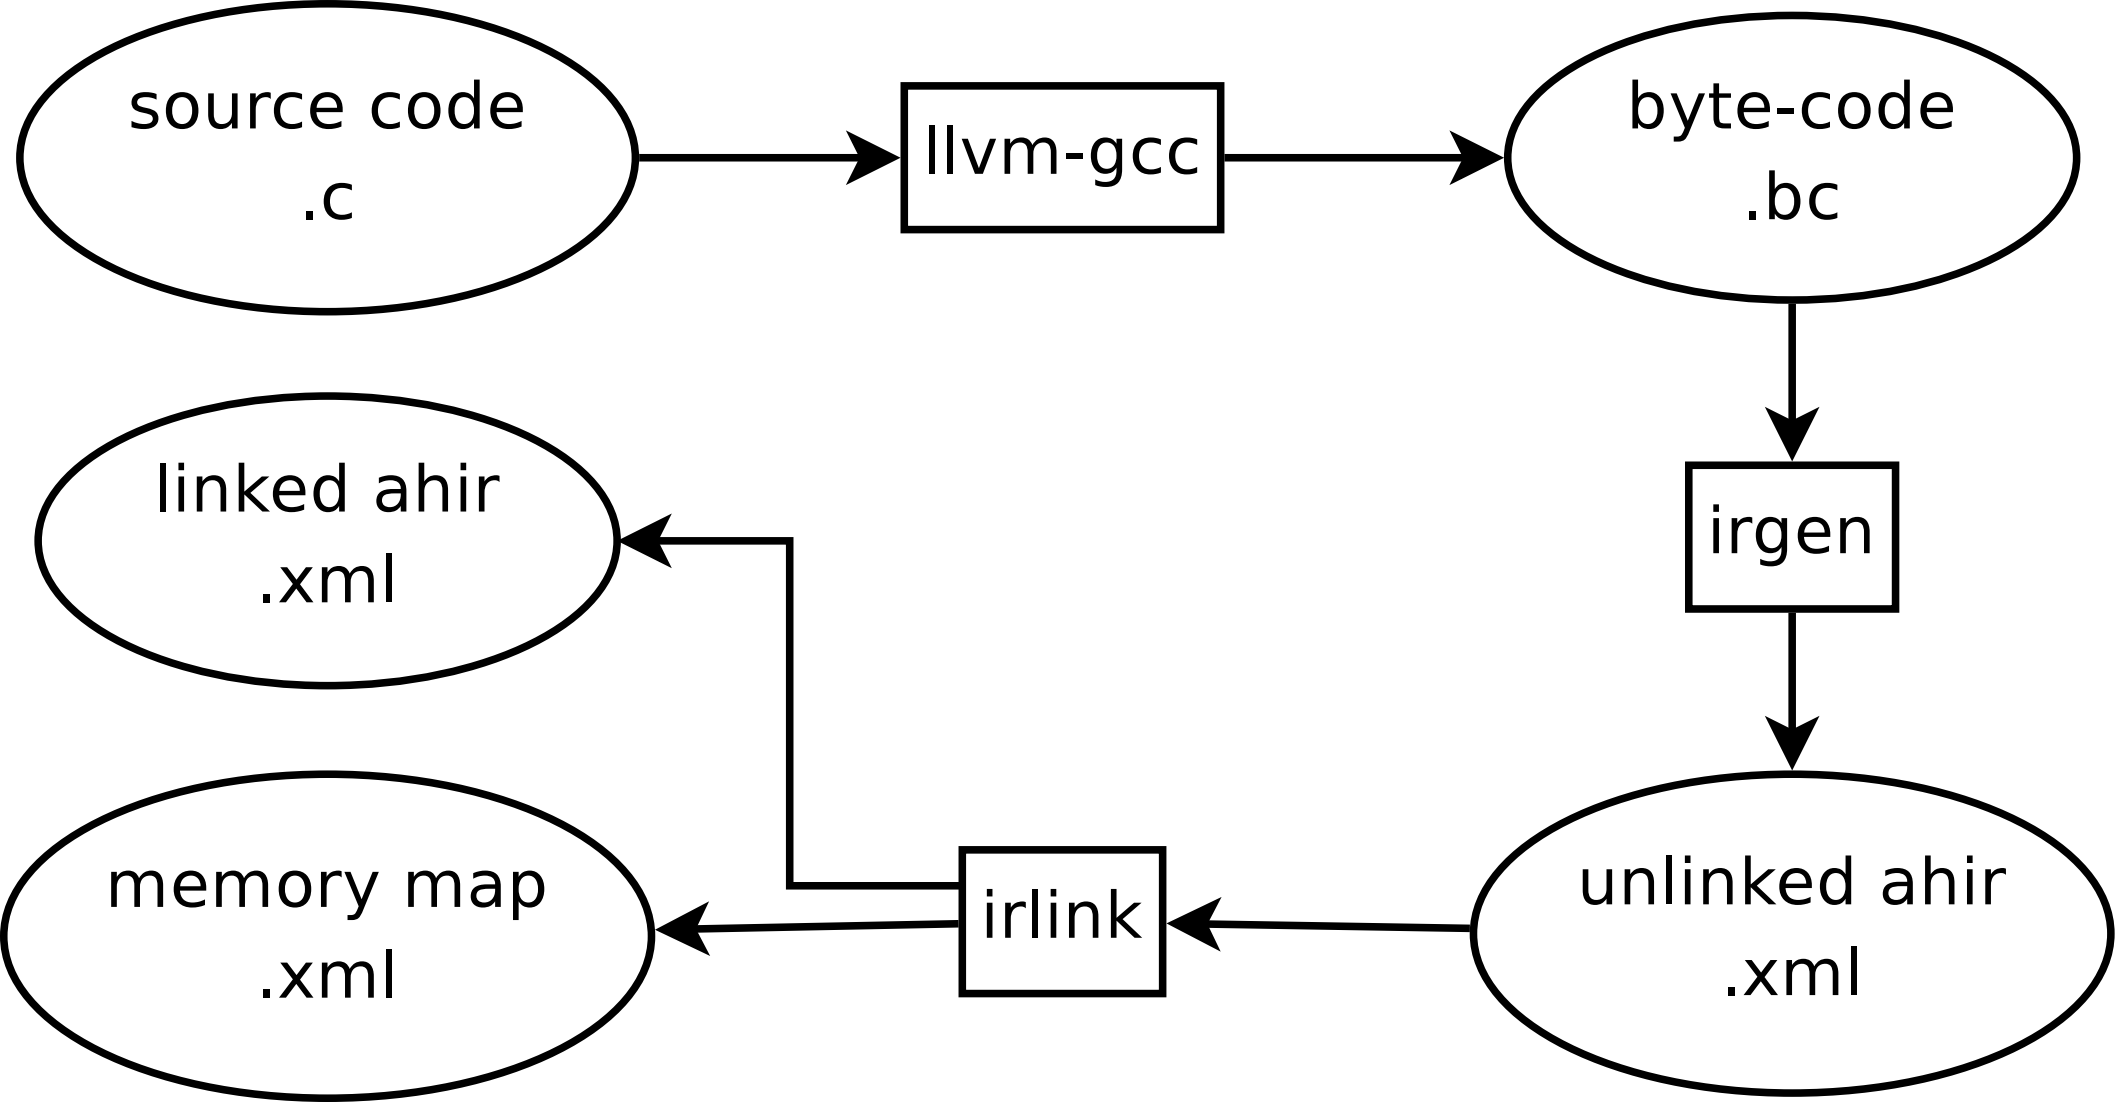 source code
.c
llvm-gcc
byte-code
.bc
irgen
unlinked ahir
.xml
irlink
linked ahir
.xml
memory map
.xml